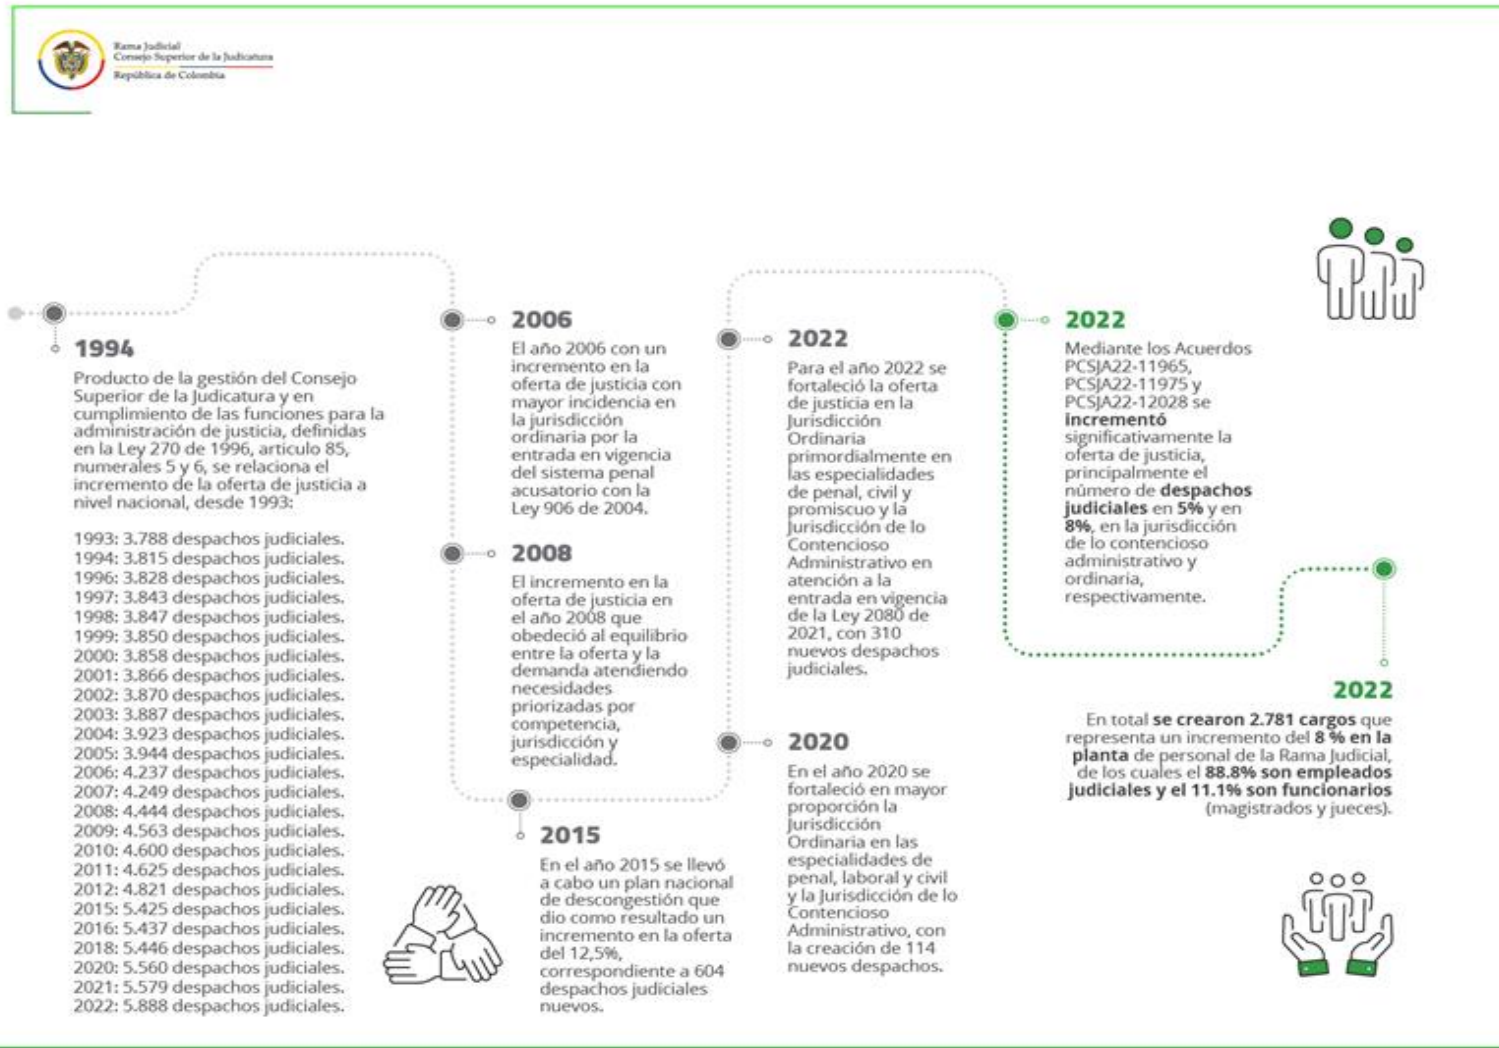 Rama Judicial
Consejo Superior de la Judicatura
República de Colombia
1994
Producto de la gestión del Consejo
Superior de la Judicatura y en
cumplimiento de las funciones para la
administración de justicia, definidas
en la Ley 270 de 1996, articulo 85,
numerales 5 y 6, se relaciona el
incremento de la oferta de justicia a
nivel nacional, desde 1993:
1993: 3.788 despachos judiciales.
1994: 3.815 despachos judiciales.
1996: 3.828 despachos judiciales.
1997: 3.843 despachos judiciales.
1998: 3.847 despachos judiciales.
1999: 3.850 despachos judiciales.
2000: 3.858 despachos judiciales.
2001: 3.866 despachos judiciales.
2002: 3.870 despachos judiciales.
2003: 3.887 despachos judiciales.
2004: 3.923 despachos judiciales.
2005: 3.944 despachos judiciales.
2006: 4.237 despachos judiciales.
2007: 4.249 despachos judiciales.
2008: 4.444 despachos judiciales.
2009: 4.563 despachos judiciales.
2010: 4.600 despachos judiciales.
2011: 4.625 despachos judiciales.
2012: 4.821 despachos judiciales.
2015: 5.425 despachos judiciales.
2016: 5.437 despachos judiciales.
2018: 5.446 despachos judiciales.
2020: 5.560 despachos judiciales.
2021: 5.579 despachos judiciales.
2022: 5.888 despachos judiciales.
2006
El año 2006 con un
incremento en la
oferta de justicia con
mayor incidencia en
la jurisdicción
ordinaria por la
entrada en vigencia
del sistema penal
acusatorio con la
Ley 906 de 2004.
2008
El incremento en la
oferta de justicia en
el año 2008 que
obedeció al equilibrio
entre la oferta y la
demanda atendiendo
necesidades
priorizadas por
competencia,
jurisdicción y
especialidad.
2015
En el año 2015 se llevó
a cabo un plan nacional
de descongestión que
dio como resultado un
incremento en la oferta
del 12,5%,
correspondiente a 604
despachos judiciales
nuevos.
2022
Para el año 2022 se
fortaleció la oferta
de justicia en la
Jurisdicción
Ordinaria
primordialmente en
las especialidades
de penal, civil y
promiscuo y la
Jurisdicción de lo
Contencioso
Administrativo en
atención a la
entrada en vigencia
de la Ley 2080 de
2021, con 310
nuevos despachos
judiciales.
2020
En el año 2020 se
fortaleció en mayor
proporción la
Jurisdicción
Ordinaria en las
especialidades de
penal, laboral y civil
y la Jurisdicción de lo
Contencioso
Administrativo, con
la creación de 114
nuevos despachos.
2022
Mediante los Acuerdos
PCSJA22-11965,
PCSJA22-11975 y
PCSJA22-12028 se
incrementó
significativamente la
oferta de justicia,
principalmente el
número de despachos
judiciales en 5% y en
8%, en la jurisdicción
de lo contencioso
administrativo y
ordinaria,
respectivamente.
2022
En total se crearon 2.781 cargos que
representa un incremento del 8 % en la
planta de personal de la Rama Judicial,
de los cuales el 88.8% son empleados
judiciales y el 11.1% son funcionarios
(magistrados y jueces).